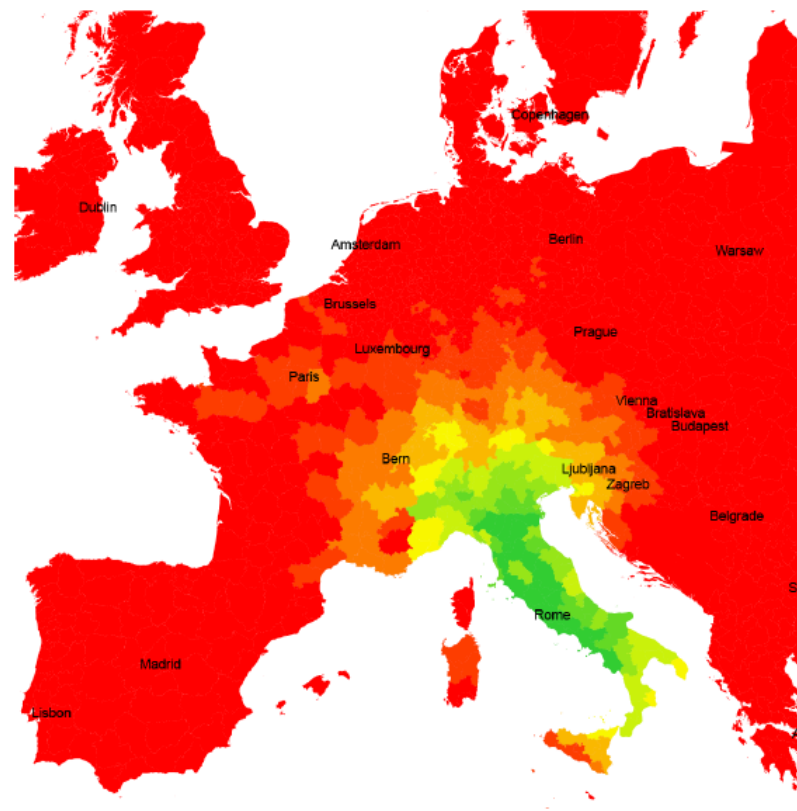 Copenhagen
Dublin
Berlin
Amsterdam
Warsaw
Brussels
Prague
Luxembourg
Paris
Vienna
Bratislava
Budapest
Bern
Ljubljana
Zagreb
Belgrade
S
Rome
Madrid
Lisbon
A